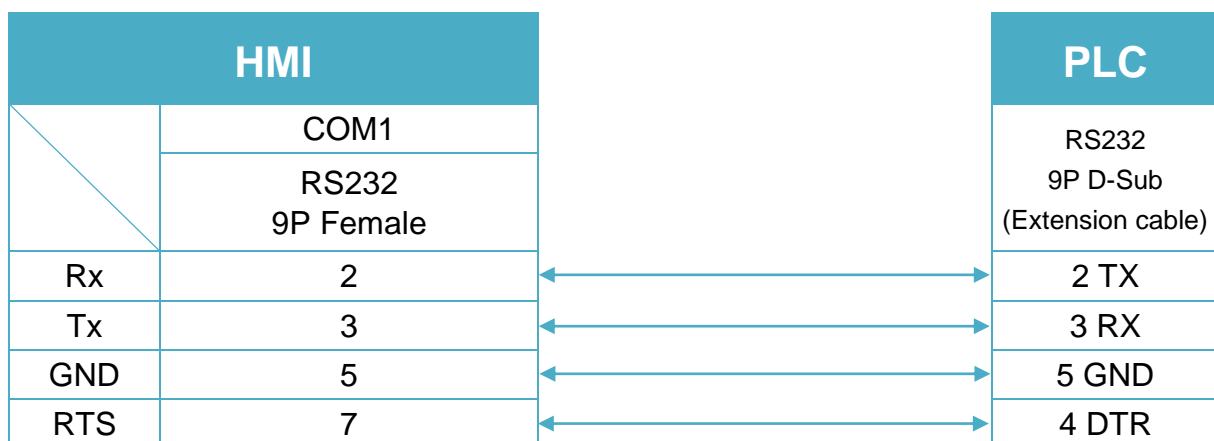 HMI PLC
COM1
RS232
9P Female
RS232
9P D-Sub
(Extension cable)
Rx 2 2 TX
Tx 3 3 RX
GND 5 5 GND
RTS 7 4 DTR